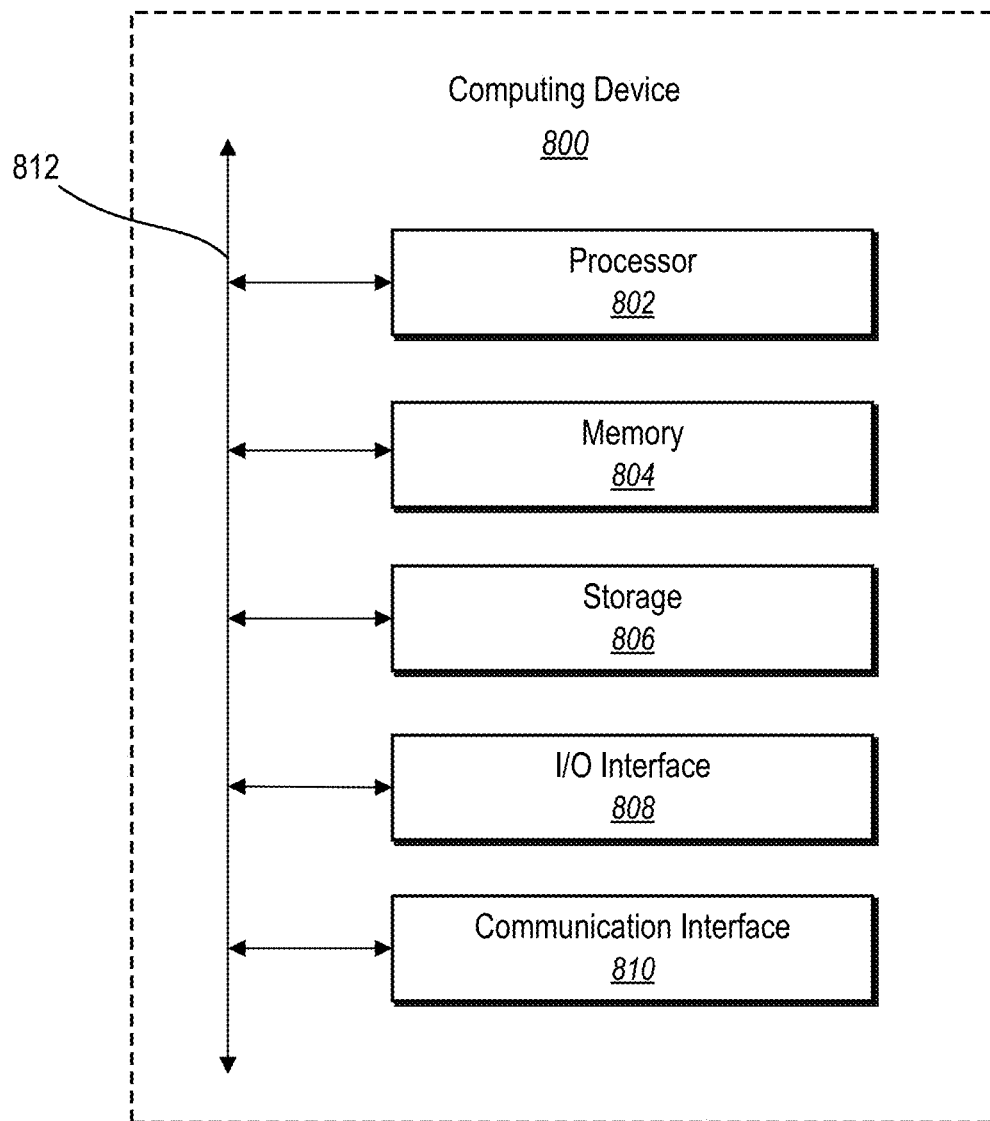 Computing Device
800
812
Processor
802
Memory
804
Storage
806
I/O Interface
808
Communication Interface
810